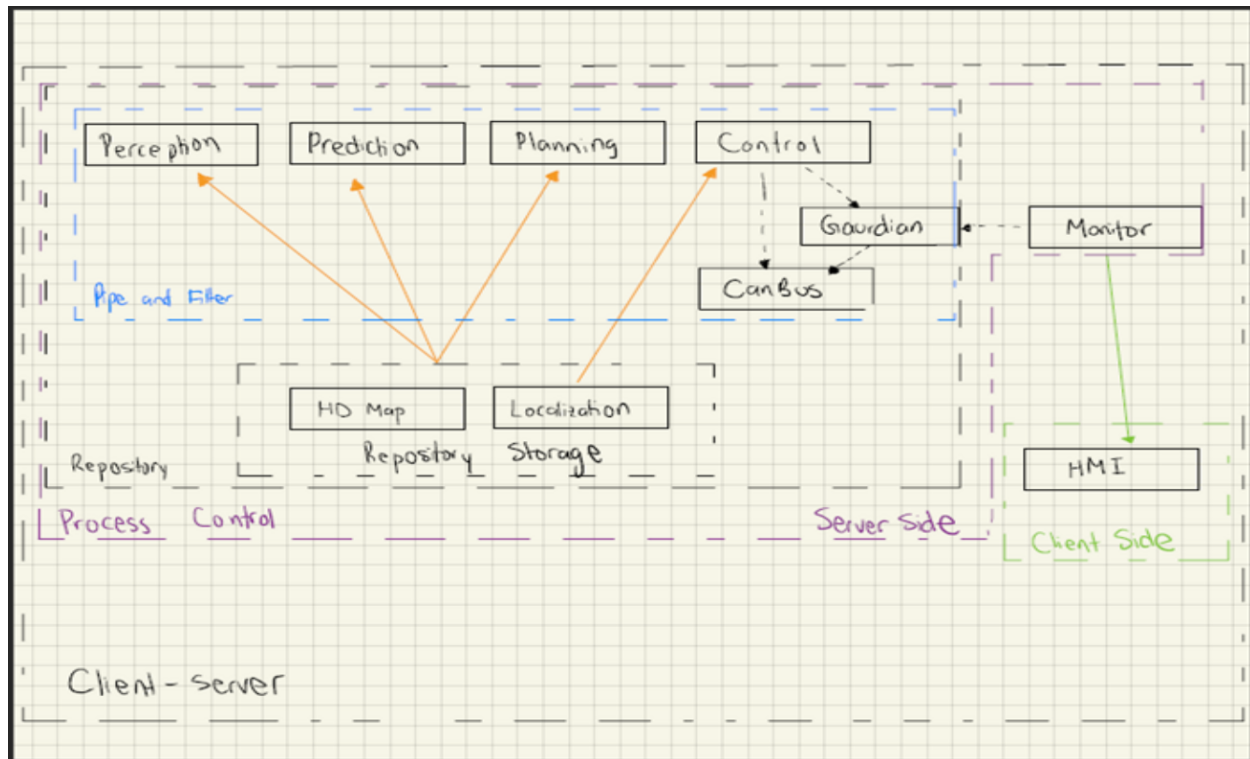 Perception
Prediction
Planning
Control
Gaurdian
Monitor
CanBus
Pipe and Filter
HD Map
Localization
Repository Storage
Repository
HMI
Process Control
Server Side
Client Side
Client-server